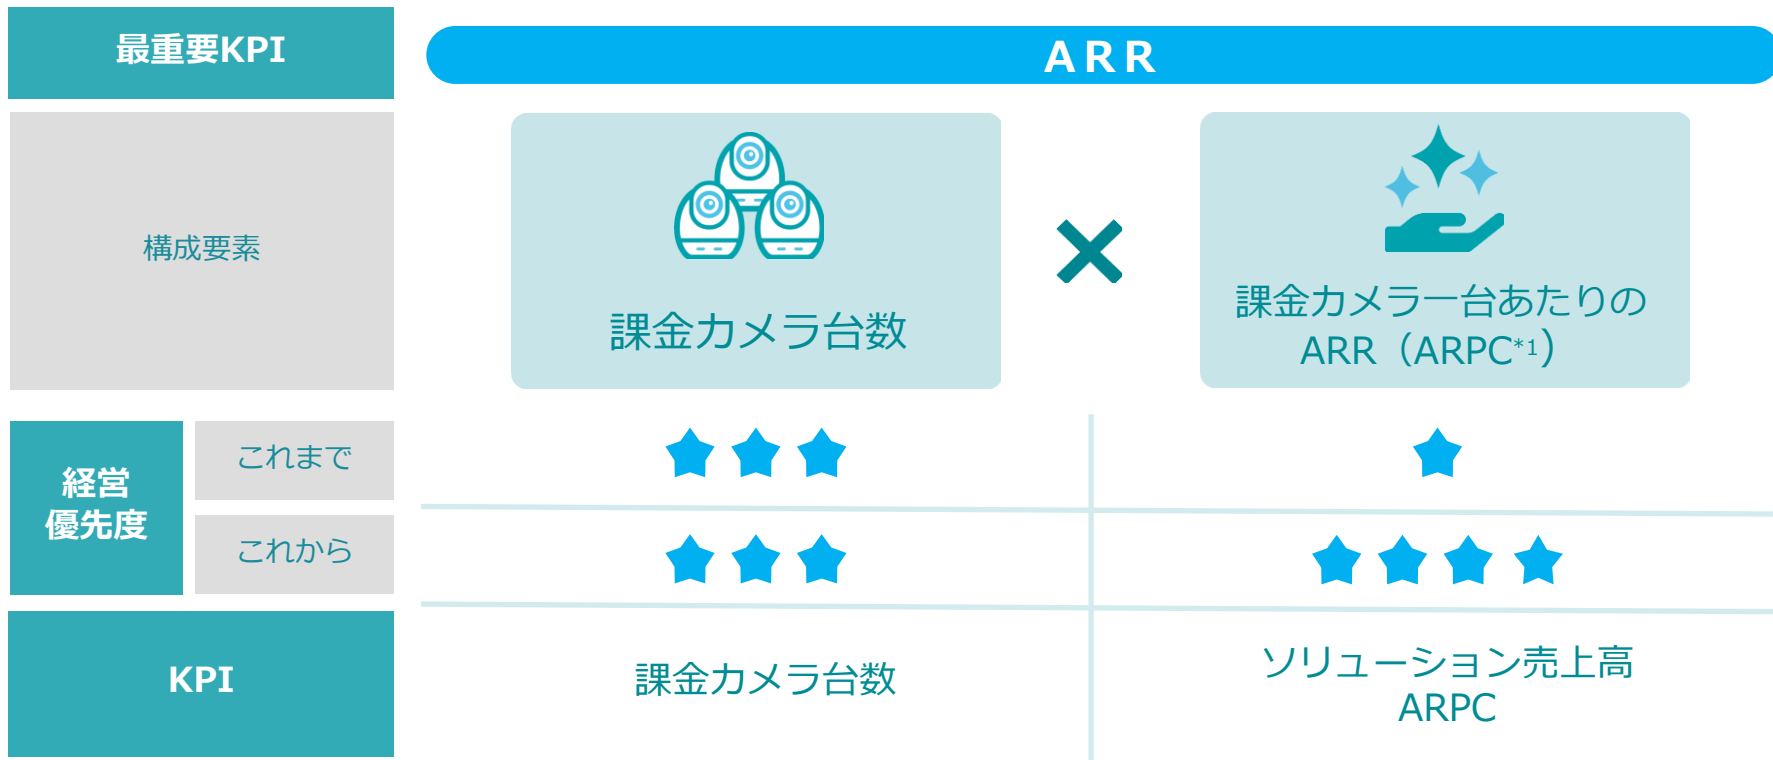 最重要KPI
ARR
構成要素
課金カメラ台数
課金カメラ一台あたりの
ARR（ARPC*1）
経営
優先度
これまで
これから
KPI
課金カメラ台数
ソリューション売上高
ARPC